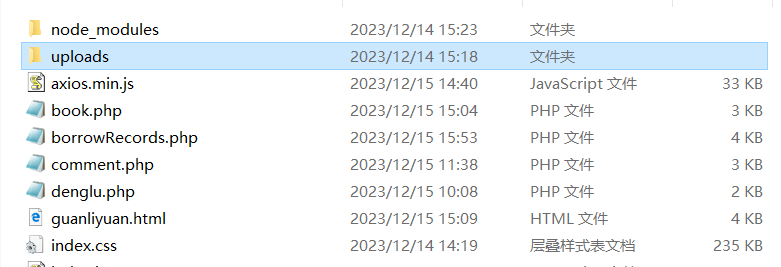 node_modules 2023/12/14 15:23 文件夹
uploads 2023/12/14 15:18 文件夹
axios.min.js 2023/12/15 14:40 JavaScript 文件 33 KB
book.php 2023/12/15 15:04 PHP 文件 3 KB
borrowRecords.php 2023/12/15 15:53 PHP 文件 4 KB
comment.php 2023/12/15 11:38 PHP 文件 3 KB
denglu.php 2023/12/15 10:08 PHP 文件 2 KB
guanliyuan.html 2023/12/15 15:09 HTML 文件 4 KB
index.css 2023/12/14 14:19 层叠样式表文档 235 KB